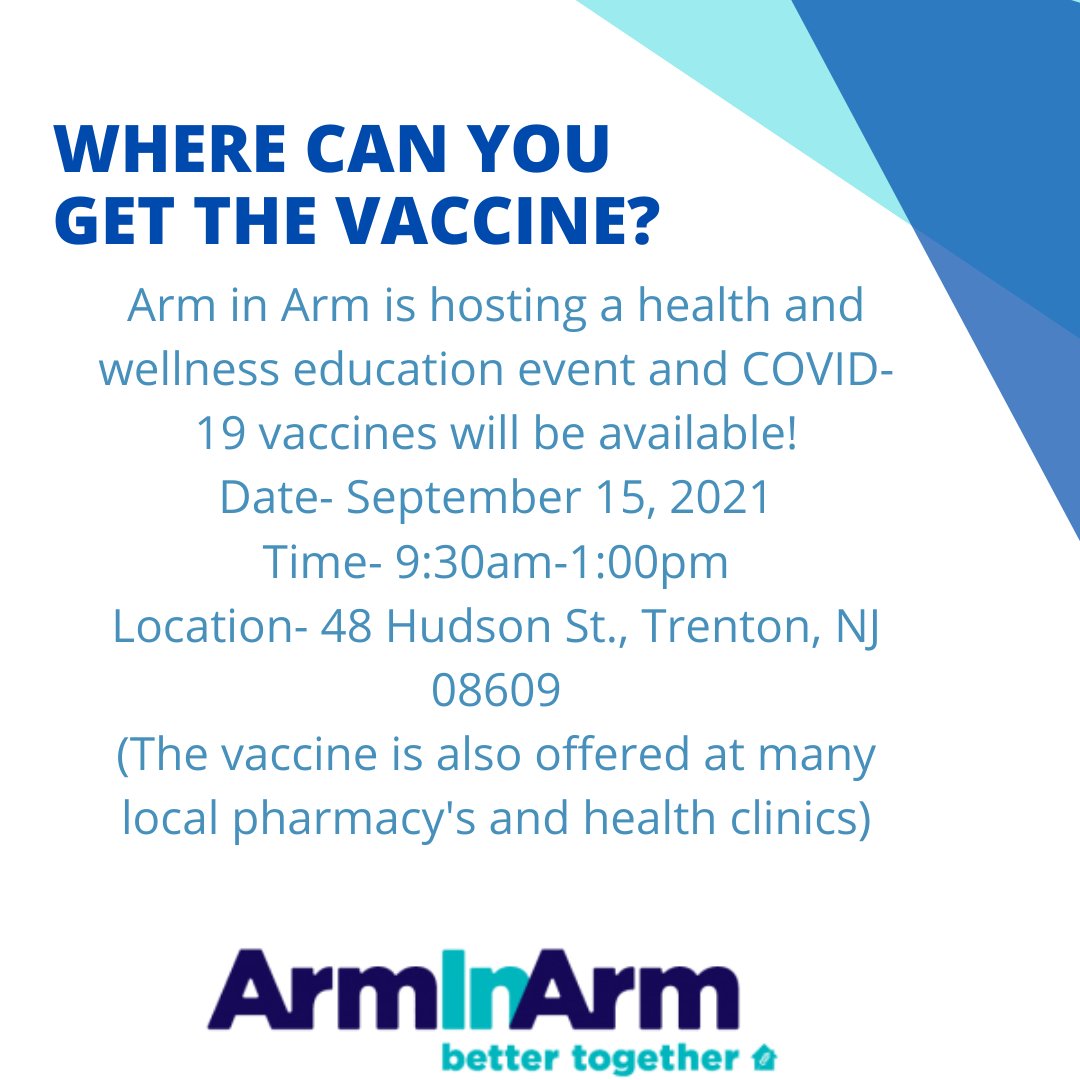 WHERE CAN YOU
GET THE VACCINE?
Arm in Arm is hosting a health and
wellness education event and COVID-
19 vaccines will be available!
Date- September 15, 2021
Time- 9:30am-1:00pm
Location- 48 Hudson St., Trenton, NJ
08609
(The vaccine is also offered at many
local pharmacy's and health clinics)
ArmInArm
better together